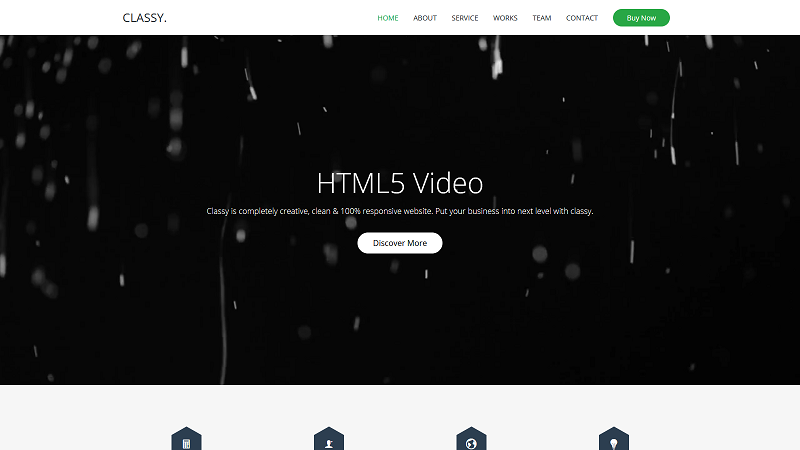 CLASSY.
HOME ABOUT SERVICE WORKS TEAM CONTACT Buy Now
HTML5 Video
Classy is completely creative, clean & 100% responsive website. Put your business into next level with classy.
Discover More